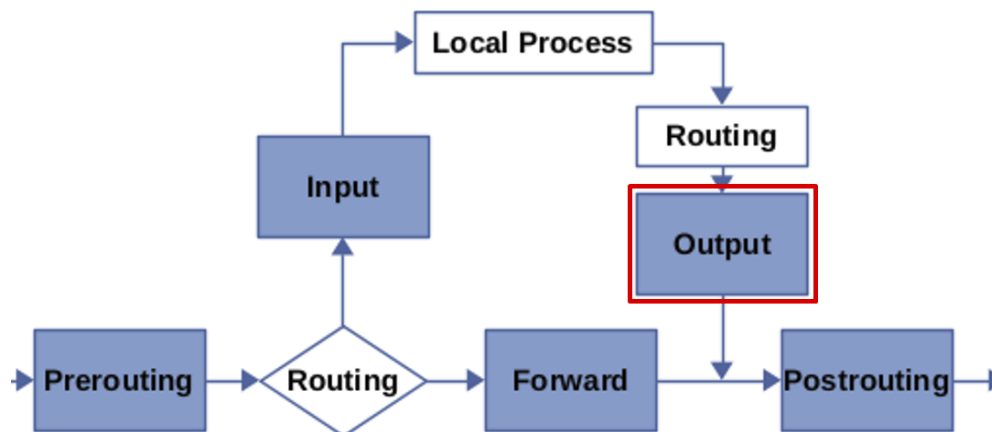 Local Process
Routing
Input
Output
Prerouting
Routing
Forward
Postrouting